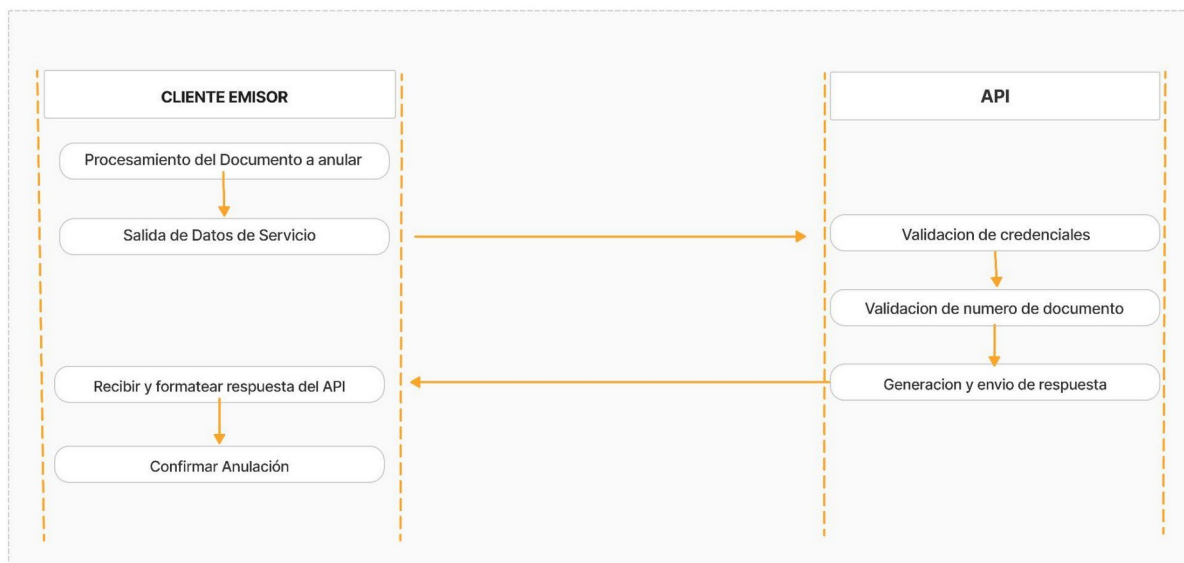 CLIENTE EMISOR
Procesamiento del Documento a anular
Salida de Datos de Servicio
Recibir y formatear respuesta del API
Confirmar Anulación
API
Validacion de credenciales
Validacion de numero de documento
Generacion y envio de respuesta